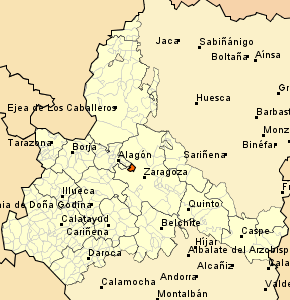 Jaca
Sabiñánigo
Boltaña
Aínsa
Gr
Huesca
Ejea de Los Caballeros
Barbast
Monz
Tarazona
Borja
Binéfar
Alagón
Sariñena
Zaragoza
Fr
Illueca
nia de Doña Godina
Quinto
Calatayud
Cariñena
Belchite
Caspe
Híjar
Albalate del Arzobisp
Daroca
Alcañiz
Cala
Andorra
Calamocha
Valde
Montalbán